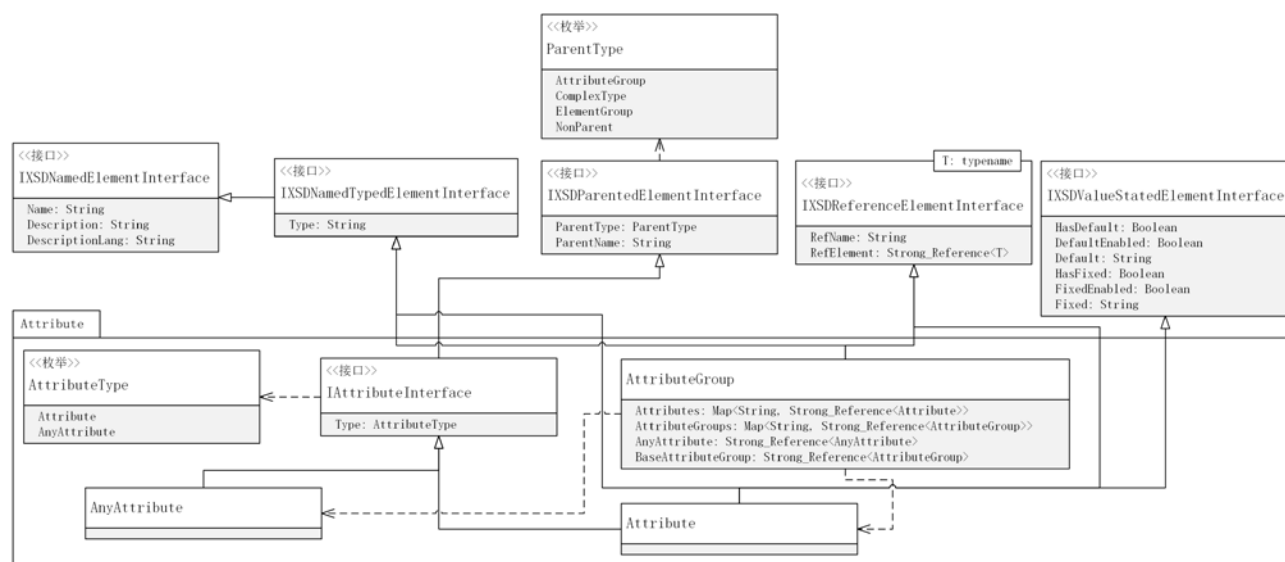 <<枚举>>
ParentType
AttributeGroup
ComplexType
ElementGroup
NonParent
<<接口>>
IXSDNamedElementInterface
Name: String
Description: String
DescriptionLang: String
<<接口>>
IXSDNamedTypedElementInterface
Type: String
<<接口>>
IXSDParentedElementInterface
ParentType: ParentType
ParentName: String
T: typename
<<接口>>
IXSDReferenceElementInterface
RefName: String
RefElement: Strong_Reference<T>
<<接口>>
IXSDValueStatedElementInterface
HasDefault: Boolean
DefaultEnabled: Boolean
Default: String
HasFixed: Boolean
FixedEnabled: Boolean
Fixed: String
Attribute
<<枚举>>
AttributeType
Attribute
AnyAttribute
<<接口>>
IAttributeInterface
Type: AttributeType
AttributeGroup
Attributes: Map<String, Strong_Reference<Attribute>>
AttributeGroups: Map<String, Strong_Reference<AttributeGroup>>
AnyAttribute: Strong_Reference<AnyAttribute>
BaseAttributeGroup: Strong_Reference<AttributeGroup>
AnyAttribute
Attribute